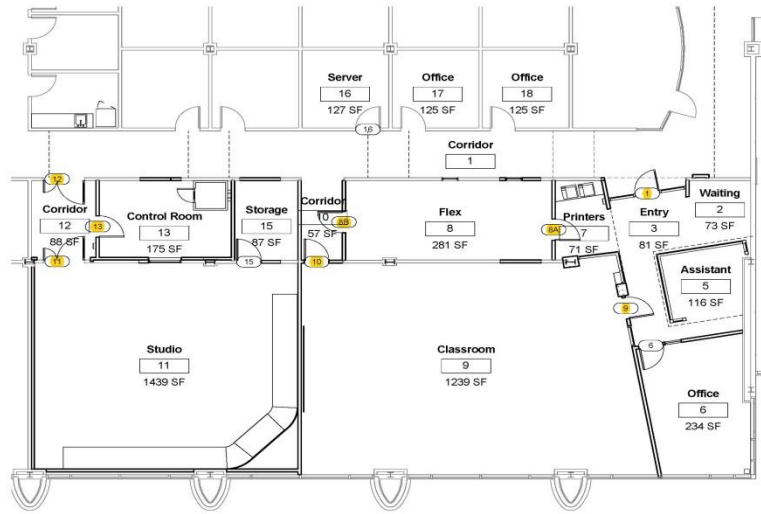 Server
16
127 SF
Office
17
125 SF
Office
18
125 SF
16
Corridor
1
12
1
Corridor
12
88 SF
13
Control Room
13
175 SF
Storage
15
87 SF
Corridor
57 SF
8B
Flex
8
281 SF
8A
Printers
7
71 SF
Entry
3
81 SF
Waiting
2
73 SF
11
15
10
Assistant
5
116 SF
9
6
Studio
11
1439 SF
Classroom
9
1239 SF
Office
6
234 SF